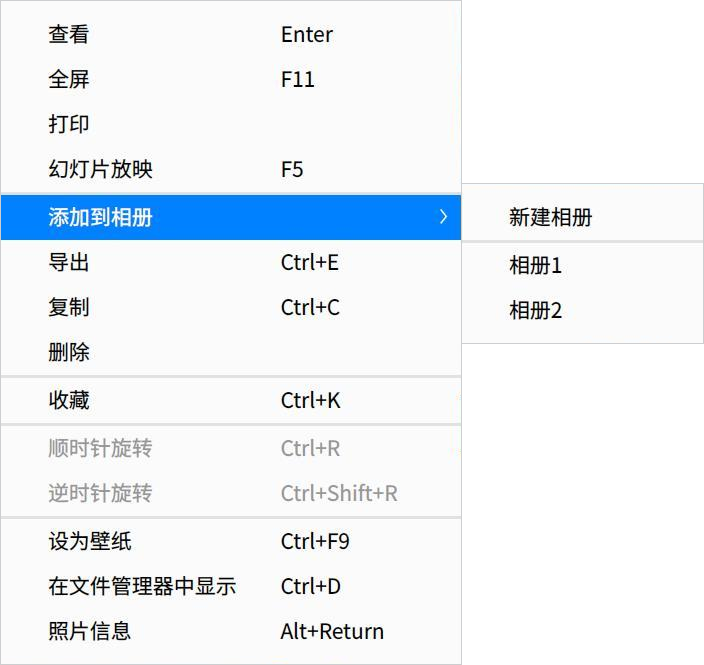 查看 Enter
全屏 F11
打印
幻灯片放映 F5
添加到相册
新建相册
相册1
相册2
导出 Ctrl+E
复制 Ctrl+C
删除
收藏 Ctrl+K
顺时针旋转 Ctrl+R
逆时针旋转 Ctrl+Shift+R
设为壁纸 Ctrl+F9
在文件管理器中显示 Ctrl+D
照片信息 Alt+Return